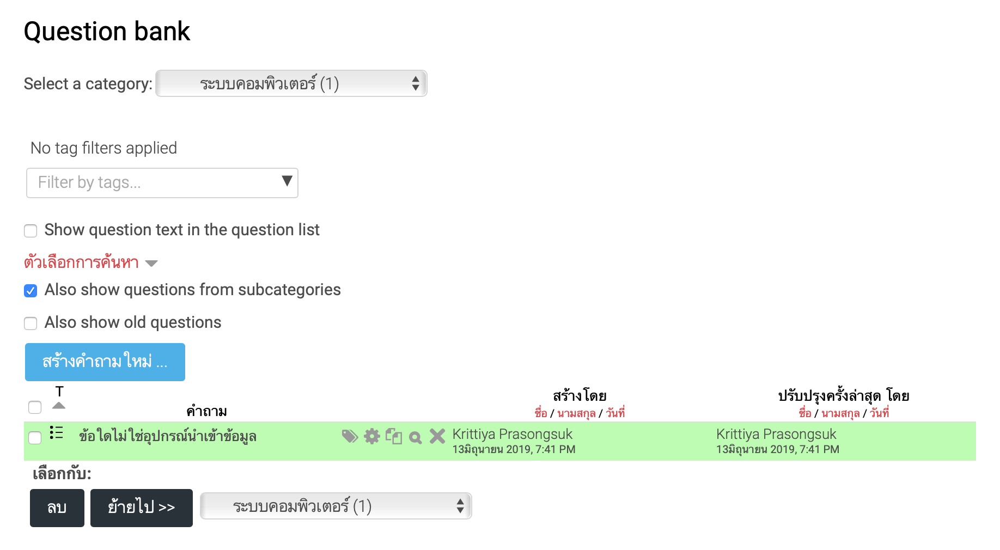 Question bank
Select a category: ระบบคอมพิวเตอร์ (1)
No tag filters applied
Filter by tags...
Show question text in the question list
ตัวเลือกการค้นหา
Also show questions from subcategories
Also show old questions
สร้างคำถามใหม่ ...
T
คำถาม
สร้างโดย
ชื่อ / นามสกุล / วันที่
ปรับปรุงครั้งล่าสุด โดย
ชื่อ / นามสกุล / วันที่
ข้อใดไม่ใช่อุปกรณ์นำเข้าข้อมูล
Krittiya Prasongsuk
13มิถุนายน 2019, 7:41 PM
Krittiya Prasongsuk
13มิถุนายน 2019, 7:41 PM
เลือกกับ:
ลบ
ย้ายไป >>
ระบบคอมพิวเตอร์ (1)